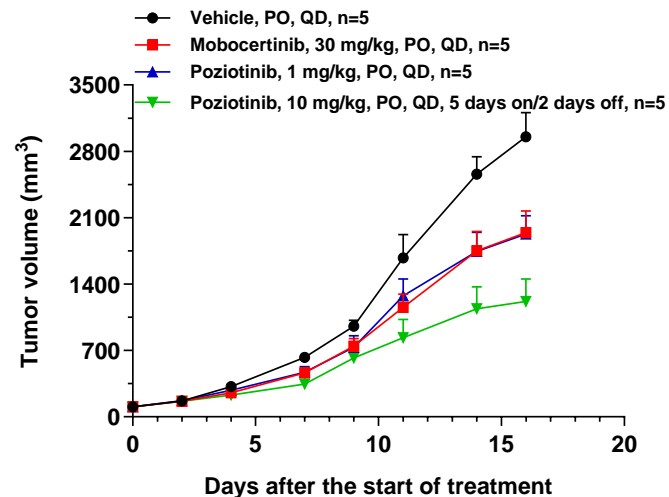 Vehicle, PO, QD, n=5
Mobocertinib, 30 mg/kg, PO, QD, n=5
Poziotinib, 1 mg/kg, PO, QD, n=5
Poziotinib, 10 mg/kg, PO, QD, 5 days on/2 days off, n=5
3500
2800
2100
1400
700
0
Tumor volume (mm³)
0 5 10 15 20
Days after the start of treatment